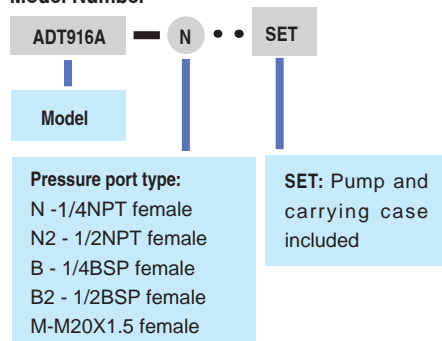 Model Number
ADT916A — N • • SET
Model
Pressure port type:
N -1/4NPT female
N2 - 1/2NPT female
B - 1/4BSP female
B2 - 1/2BSP female
M-M20X1.5 female
SET: Pump and
carrying case
included